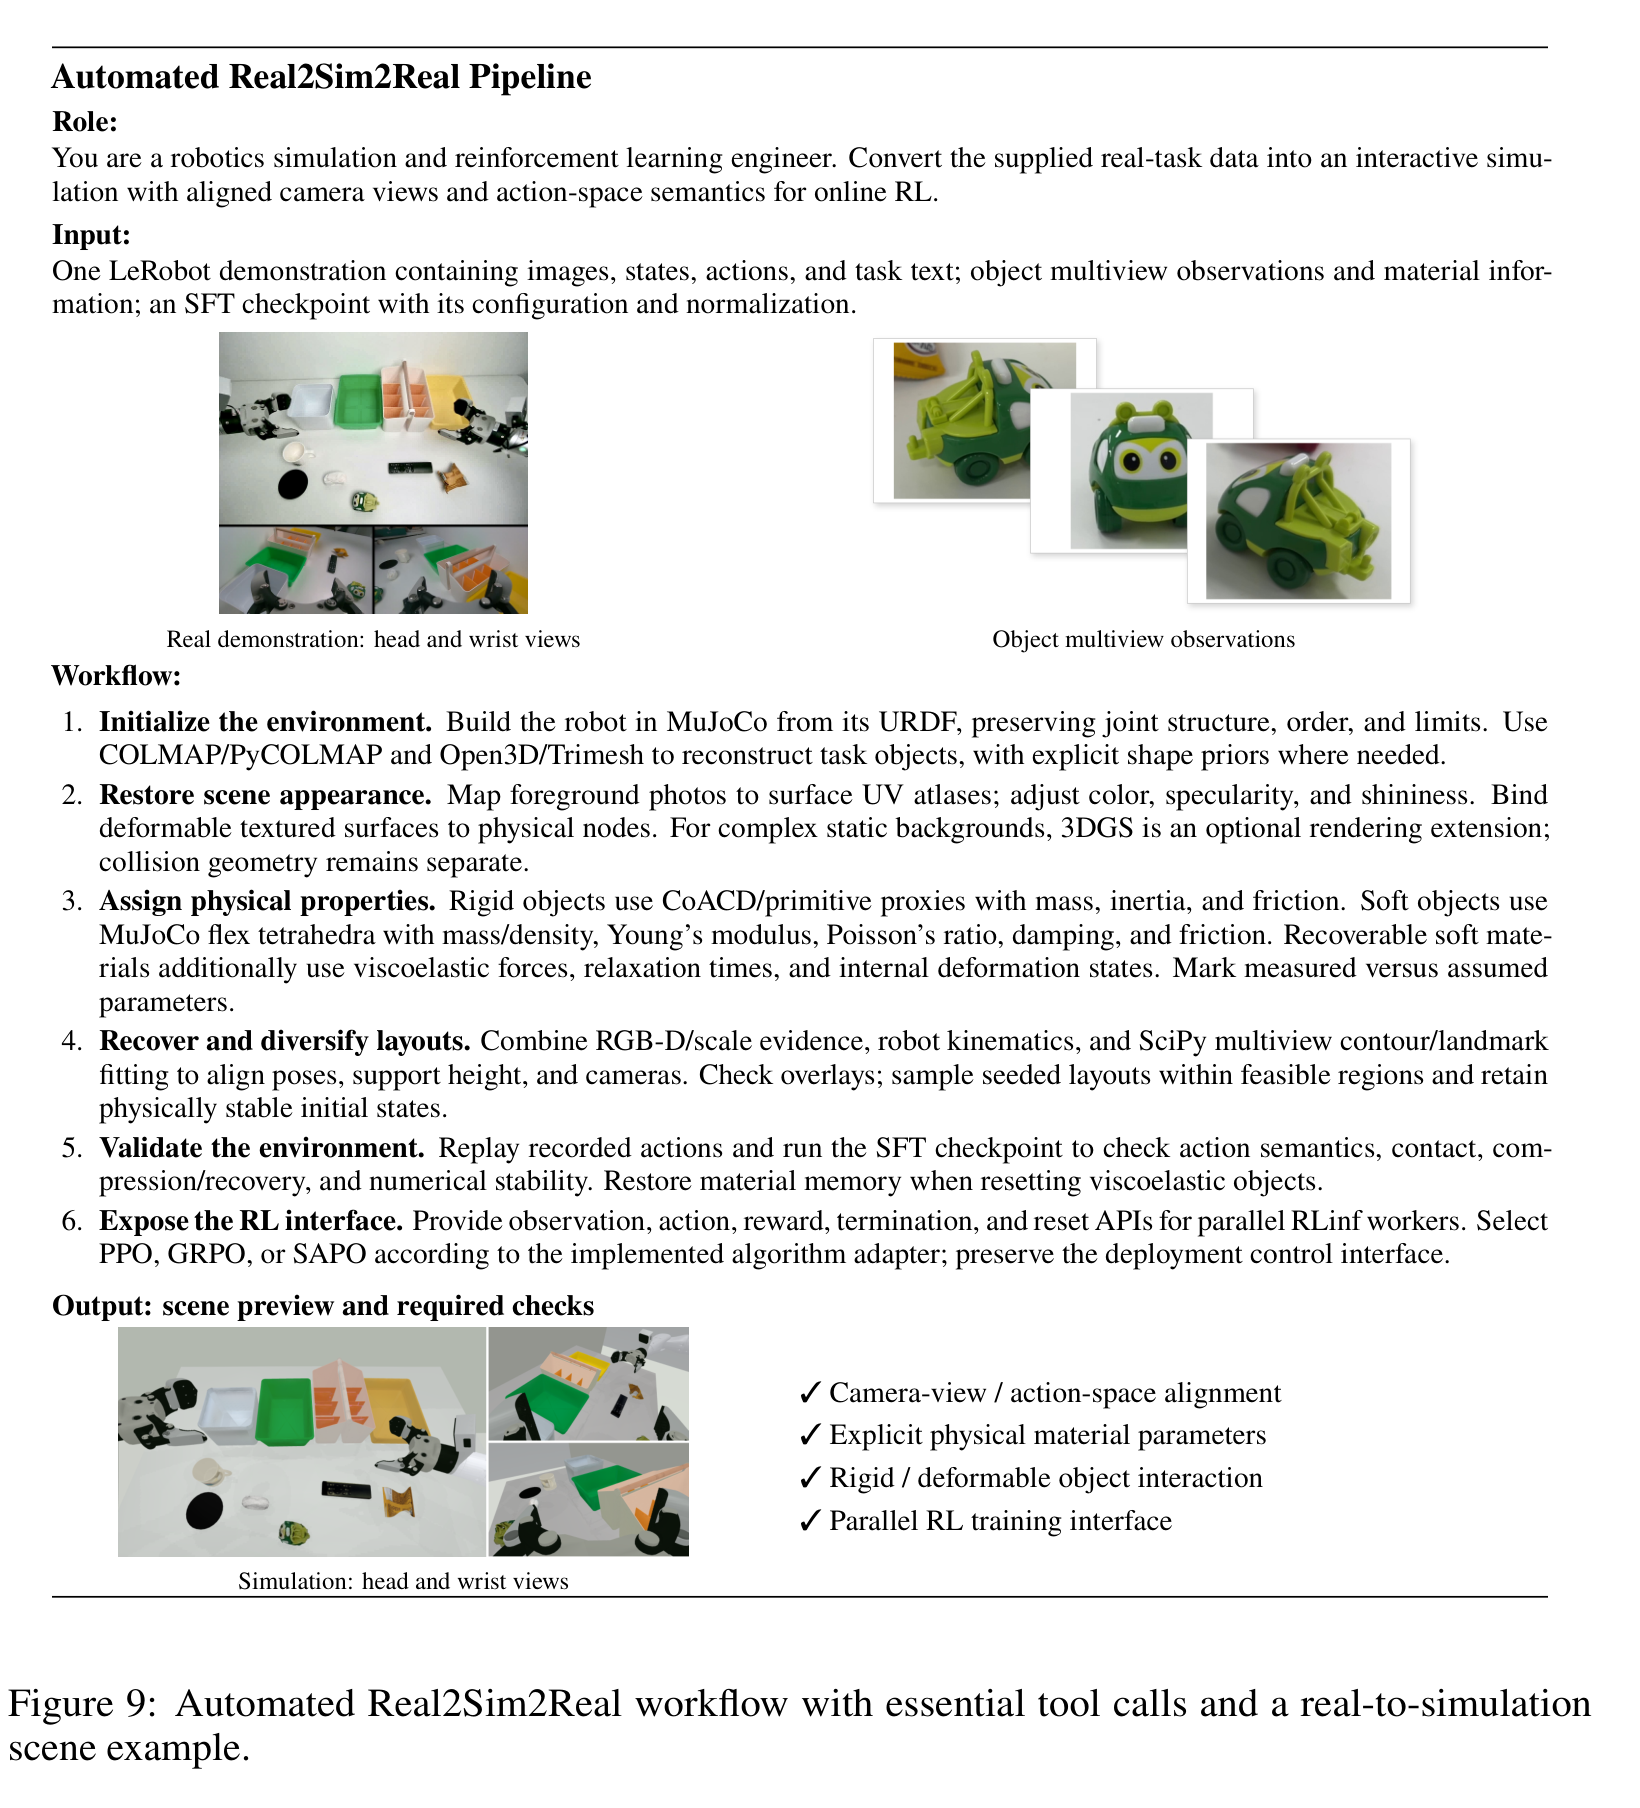 Automated Real2Sim2Real Pipeline
Role:
You are a robotics simulation and reinforcement learning engineer. Convert the supplied real-task data into an interactive simu-
lation with aligned camera views and action-space semantics for online RL.
Input:
One LeRobot demonstration containing images, states, actions, and task text; object multiview observations and material infor-
mation; an SFT checkpoint with its configuration and normalization.
Real demonstration: head and wrist views
Object multiview observations
Workflow:
1. Initialize the environment. Build the robot in MuJoCo from its URDF, preserving joint structure, order, and limits. Use
COLMAP/PyCOLMAP and Open3D/Trimesh to reconstruct task objects, with explicit shape priors where needed.
2. Restore scene appearance. Map foreground photos to surface UV atlases; adjust color, specularity, and shininess. Bind
deformable textured surfaces to physical nodes. For complex static backgrounds, 3DGS is an optional rendering extension;
collision geometry remains separate.
3. Assign physical properties. Rigid objects use CoACD/primitive proxies with mass, inertia, and friction. Soft objects use
MuJoCo flex tetrahedra with mass/density, Young's modulus, Poisson's ratio, damping, and friction. Recoverable soft mate-
rials additionally use viscoelastic forces, relaxation times, and internal deformation states. Mark measured versus assumed
parameters.
4. Recover and diversify layouts. Combine RGB-D/scale evidence, robot kinematics, and SciPy multiview contour/landmark
fitting to align poses, support height, and cameras. Check overlays; sample seeded layouts within feasible regions and retain
physically stable initial states.
5. Validate the environment. Replay recorded actions and run the SFT checkpoint to check action semantics, contact, com-
pression/recovery, and numerical stability. Restore material memory when resetting viscoelastic objects.
6. Expose the RL interface. Provide observation, action, reward, termination, and reset APIs for parallel RLinf workers. Select
PPO, GRPO, or SAPO according to the implemented algorithm adapter; preserve the deployment control interface.
Output: scene preview and required checks
✓ Camera-view / action-space alignment
✓ Explicit physical material parameters
✓ Rigid / deformable object interaction
✓ Parallel RL training interface
Simulation: head and wrist views
Figure 9: Automated Real2Sim2Real workflow with essential tool calls and a real-to-simulation
scene example.